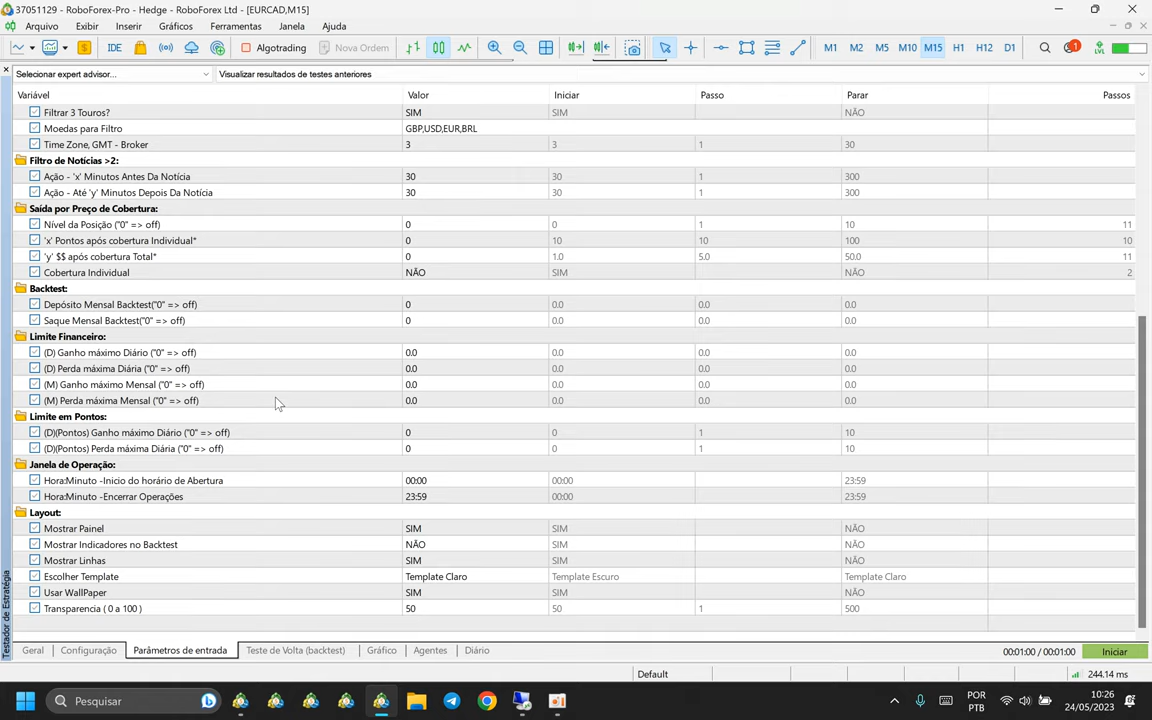 37051129 - RoboForex-Pro - Hedge - RoboForex Ltd - [EURCAD,M15]
Arquivo Exibir Inserir Gráficos Ferramentas Janela Ajuda
IDE Algotrading Nova Ordem M1 M2 M5 M10 M15 H1 H12 D1 1 LVL
Selecionar expert advisor... Visualizar resultados de testes anteriores
Variável Valor Iniciar Passo Parar Passos
Filtrar 3 Touros? SIM SIM NÃO
Moedas para Filtro GBP,USD,EUR,BRL
Time Zone, GMT - Broker 3 3 1 30
Filtro de Notícias >2:
Ação - 'x' Minutos Antes Da Notícia 30 30 1 300
Ação - Até 'y' Minutos Depois Da Notícia 30 30 1 300
Saída por Preço de Cobertura:
Nível da Posição ("0" => off) 0 0 1 10 11
'x' Pontos após cobertura Individual* 0 10 10 100 10
'y' $$ após cobertura Total* 0 1.0 5.0 50.0 11
Cobertura Individual NÃO SIM NÃO 2
Backtest:
Depósito Mensal Backtest("0" => off) 0 0.0 0.0 0.0
Saque Mensal Backtest("0" => off) 0 0.0 0.0 0.0
Limite Financeiro:
(D) Ganho máximo Diário ("0" => off) 0.0 0.0 0.0 0.0
(D) Perda máxima Diária ("0" => off) 0.0 0.0 0.0 0.0
(M) Ganho máximo Mensal ("0" => off) 0.0 0.0 0.0 0.0
(M) Perda máxima Mensal ("0" => off) 0.0 0.0 0.0 0.0
Limite em Pontos:
(D)(Pontos) Ganho máximo Diário ("0" => off) 0 0 1 10
(D)(Pontos) Perda máxima Diária ("0" => off) 0 0 1 10
Janela de Operação:
Hora:Minuto -Inicio do horário de Abertura 00:00 00:00 23:59
Hora:Minuto -Encerrar Operações 23:59 00:00 23:59
Layout:
Mostrar Painel SIM SIM NÃO
Mostrar Indicadores no Backtest NÃO SIM NÃO
Mostrar Linhas SIM SIM NÃO
Escolher Template Template Claro Template Escuro Template Claro
Usar WallPaper SIM SIM NÃO
Transparencia ( 0 a 100 ) 50 50 1 500
Testador de Estratégia
Geral Configuração Parâmetros de entrada Teste de Volta (backtest) Gráfico Agentes Diário 00:01:00 / 00:01:00 Iniciar
Default 244.14 ms
Pesquisar POR PTB 10:26 24/05/2023